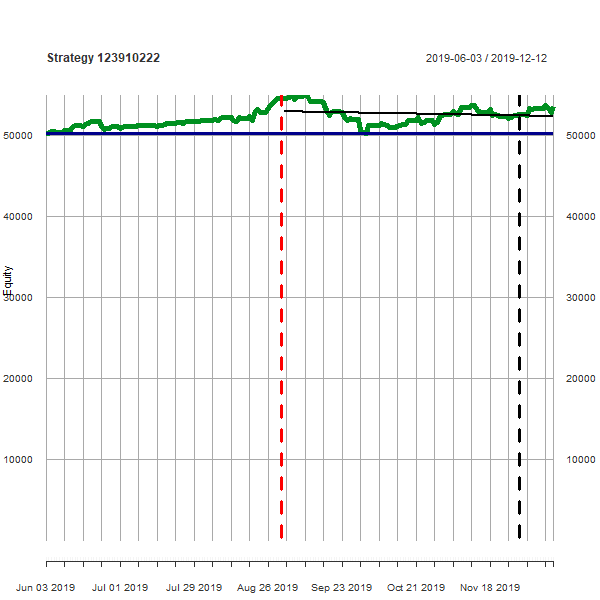 Strategy 123910222 2019-06-03 / 2019-12-12
50000 50000
40000 40000
Equity
30000 30000
20000 20000
10000 10000
Jun 03 2019 Jul 01 2019 Jul 29 2019 Aug 26 2019 Sep 23 2019 Oct 21 2019 Nov 18 2019